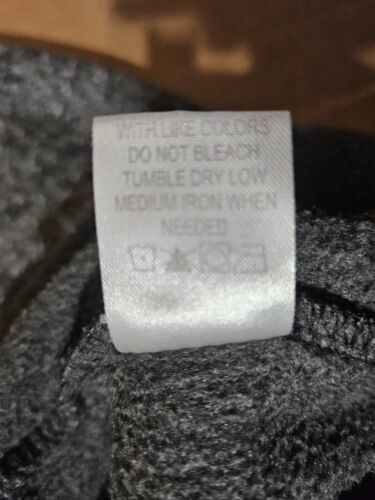 WITH LIKE COLORS
DO NOT BLEACH
TUMBLE DRY LOW
MEDIUM IRON WHEN
NEEDED